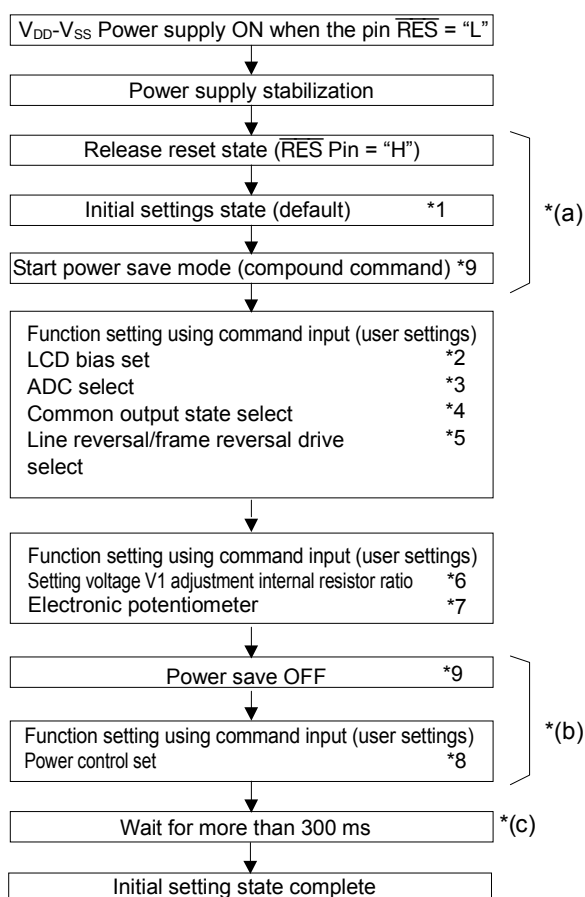 VDD-VSS Power supply ON when the pin R̅E̅S̅ = “L”
Power supply stabilization
Release reset state (R̅E̅S̅ Pin = “H”)
Initial settings state (default) *1
*(a)
Start power save mode (compound command) *9
Function setting using command input (user settings)
LCD bias set *2
ADC select *3
Common output state select *4
Line reversal/frame reversal drive *5
select
Function setting using command input (user settings)
Setting voltage V1 adjustment internal resistor ratio *6
Electronic potentiometer *7
Power save OFF *9
*(b)
Function setting using command input (user settings)
Power control set *8
Wait for more than 300 ms *(c)
Initial setting state complete